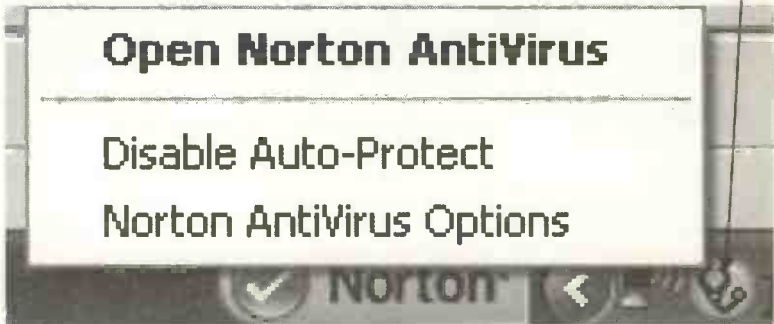 Open Norton AntiVirus
Disable Auto-Protect
Norton AntiVirus Options
Norton